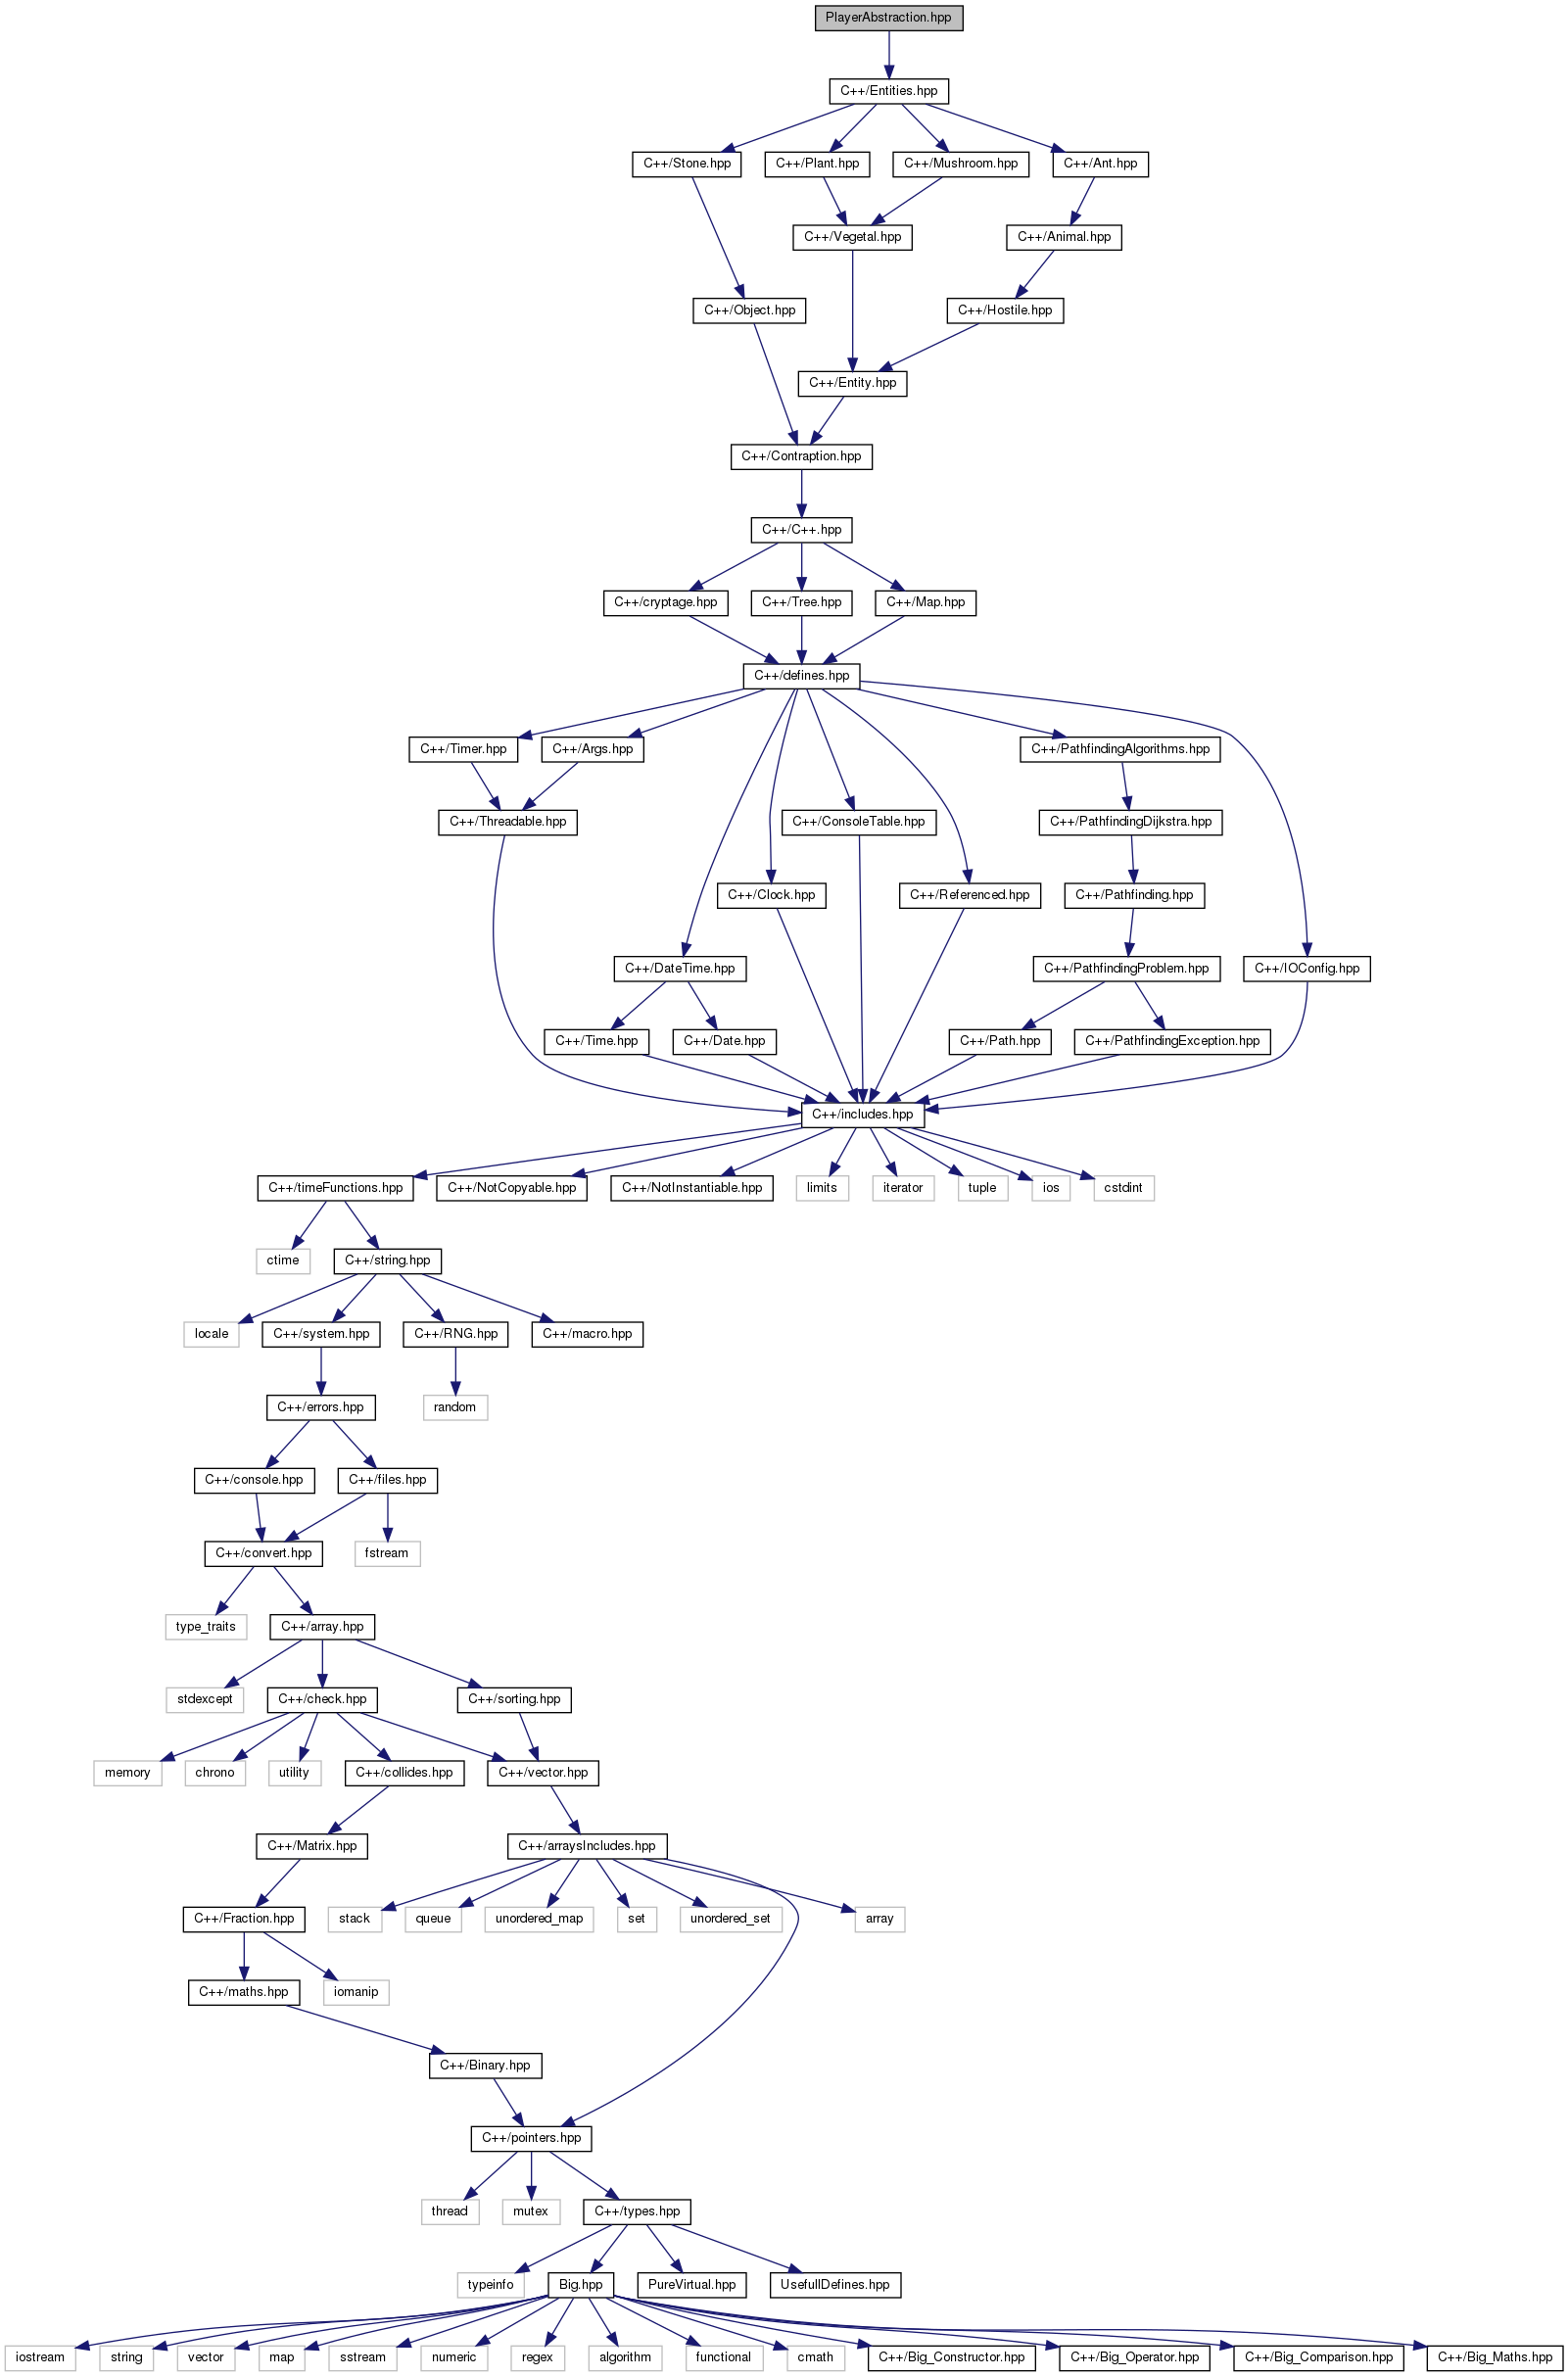 PlayerAbstraction.hpp
C++/Entities.hpp
C++/Stone.hpp
C++/Plant.hpp
C++/Mushroom.hpp
C++/Ant.hpp
C++/Vegetal.hpp
C++/Animal.hpp
C++/Object.hpp
C++/Hostile.hpp
C++/Entity.hpp
C++/Contraption.hpp
C++/C++.hpp
C++/cryptage.hpp
C++/Tree.hpp
C++/Map.hpp
C++/defines.hpp
C++/Timer.hpp
C++/Args.hpp
C++/PathfindingAlgorithms.hpp
C++/Threadable.hpp
C++/ConsoleTable.hpp
C++/PathfindingDijkstra.hpp
C++/Clock.hpp
C++/Referenced.hpp
C++/Pathfinding.hpp
C++/DateTime.hpp
C++/PathfindingProblem.hpp
C++/IOConfig.hpp
C++/Time.hpp
C++/Date.hpp
C++/Path.hpp
C++/PathfindingException.hpp
C++/includes.hpp
C++/timeFunctions.hpp
C++/NotCopyable.hpp
C++/NotInstantiable.hpp
limits
iterator
tuple
ios
cstdint
ctime
C++/string.hpp
locale
C++/system.hpp
C++/RNG.hpp
C++/macro.hpp
C++/errors.hpp
random
C++/console.hpp
C++/files.hpp
C++/convert.hpp
fstream
type_traits
C++/array.hpp
stdexcept
C++/check.hpp
C++/sorting.hpp
memory
chrono
utility
C++/collides.hpp
C++/vector.hpp
C++/Matrix.hpp
C++/arraysIncludes.hpp
C++/Fraction.hpp
stack
queue
unordered_map
set
unordered_set
array
C++/maths.hpp
iomanip
C++/Binary.hpp
C++/pointers.hpp
thread
mutex
C++/types.hpp
typeinfo
Big.hpp
PureVirtual.hpp
UsefullDefines.hpp
iostream
string
vector
map
sstream
numeric
regex
algorithm
functional
cmath
C++/Big_Constructor.hpp
C++/Big_Operator.hpp
C++/Big_Comparison.hpp
C++/Big_Maths.hpp